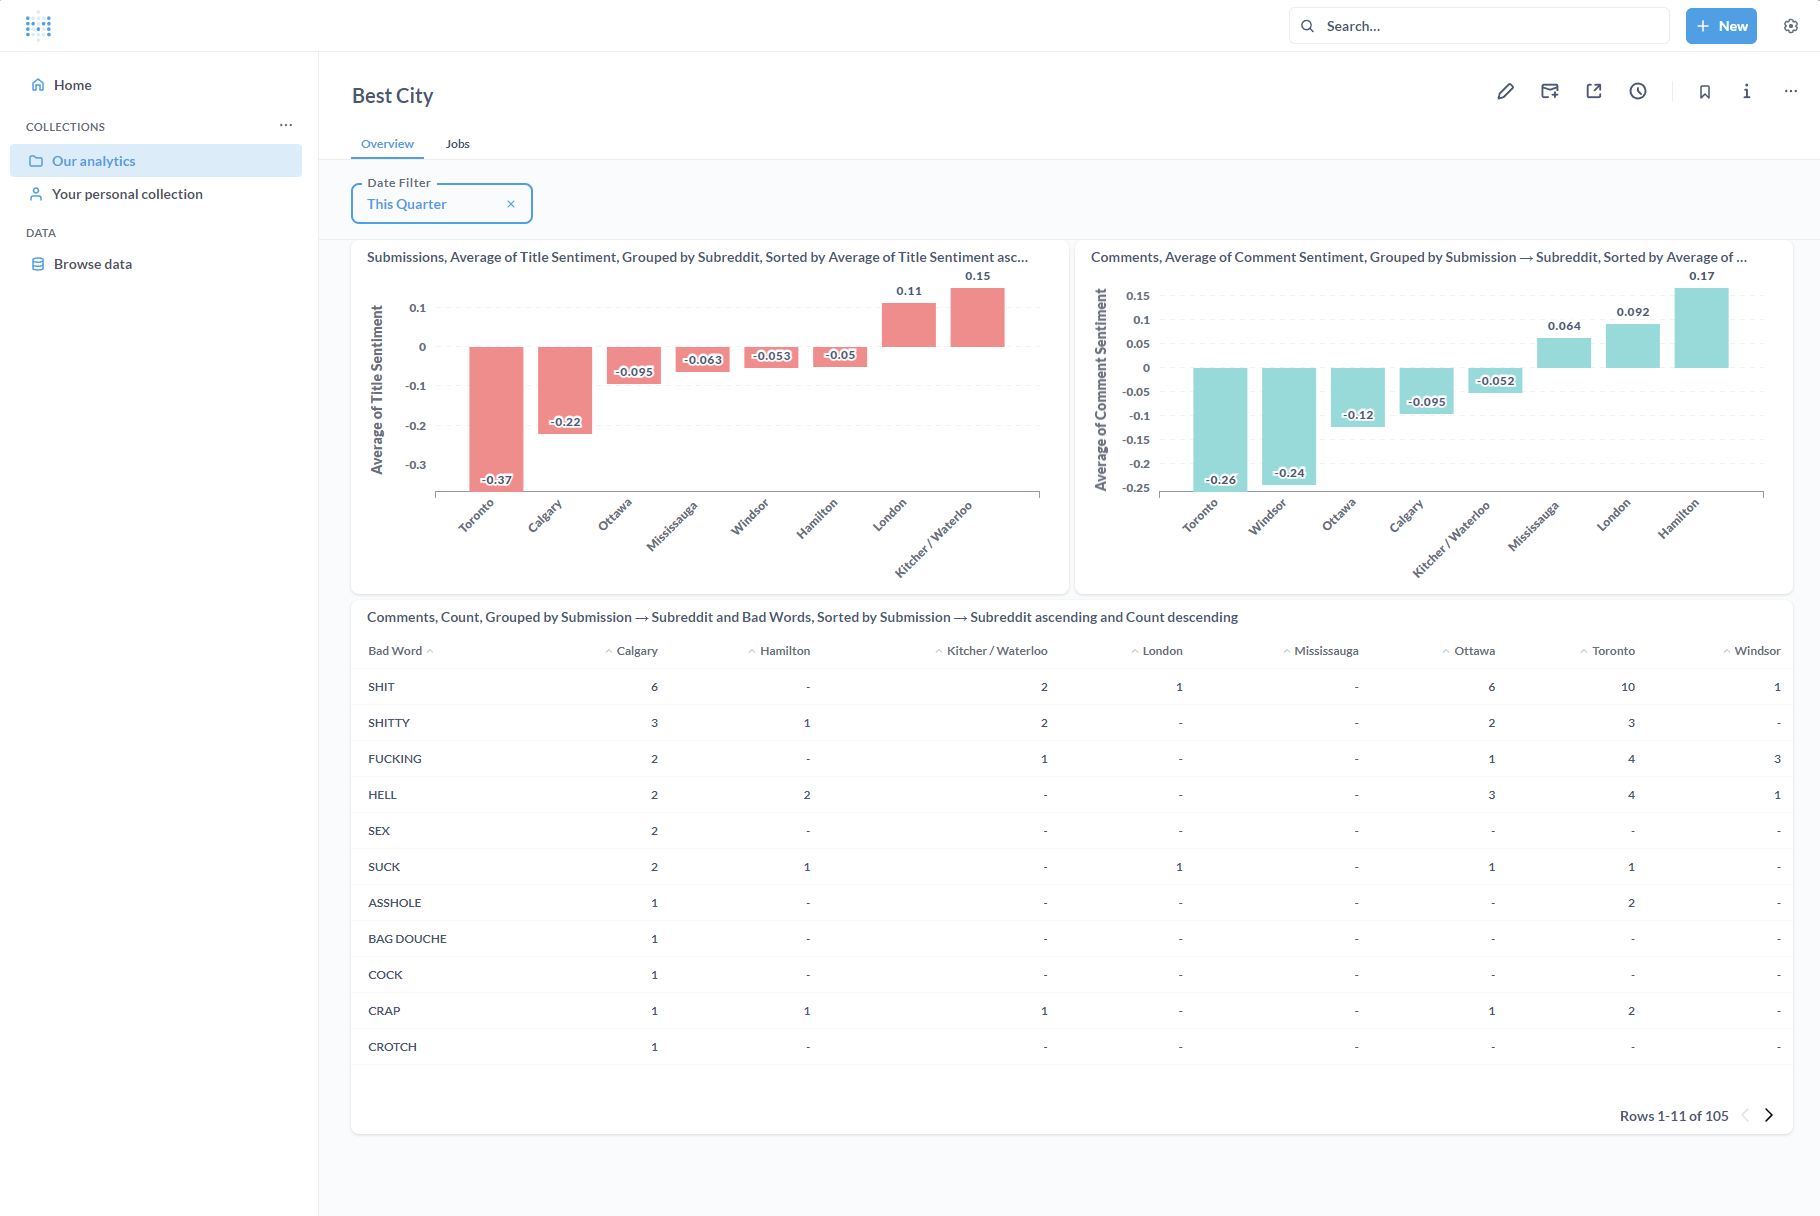 Search...
+ New
Home
COLLECTIONS
Our analytics
Your personal collection
DATA
Browse data
Best City
Overview Jobs
Date Filter
This Quarter
Submissions, Average of Title Sentiment, Grouped by Subreddit, Sorted by Average of Title Sentiment asc...
Average of Title Sentiment
0.1
0
-0.1
-0.2
-0.3
-0.37
-0.22
-0.095
-0.063
-0.053
-0.05
0.11
0.15
Toronto
Calgary
Ottawa
Mississauga
Windsor
Hamilton
London
Kitcher / Waterloo
Comments, Average of Comment Sentiment, Grouped by Submission → Subreddit, Sorted by Average of ...
Average of Comment Sentiment
0.15
0.1
0.05
0
-0.05
-0.1
-0.15
-0.2
-0.25
-0.26
-0.24
-0.12
-0.095
-0.052
0.064
0.092
0.17
Toronto
Windsor
Ottawa
Calgary
Kitcher / Waterloo
Mississauga
London
Hamilton
Comments, Count, Grouped by Submission → Subreddit and Bad Words, Sorted by Submission → Subreddit ascending and Count descending
Bad Word Calgary Hamilton Kitcher / Waterloo London Mississauga Ottawa Toronto Windsor
SHIT 6 - 2 1 - 6 10 1
SHITTY 3 1 2 - - 2 3 -
FUCKING 2 - 1 - - 1 4 3
HELL 2 2 - - - 3 4 1
SEX 2 - - - - - - -
SUCK 2 1 - 1 - 1 1 -
ASSHOLE 1 - - - - - 2 -
BAG DOUCHE 1 - - - - - - -
COCK 1 - - - - - - -
CRAP 1 1 1 - - 1 2 -
CROTCH 1 - - - - - - -
Rows 1-11 of 105